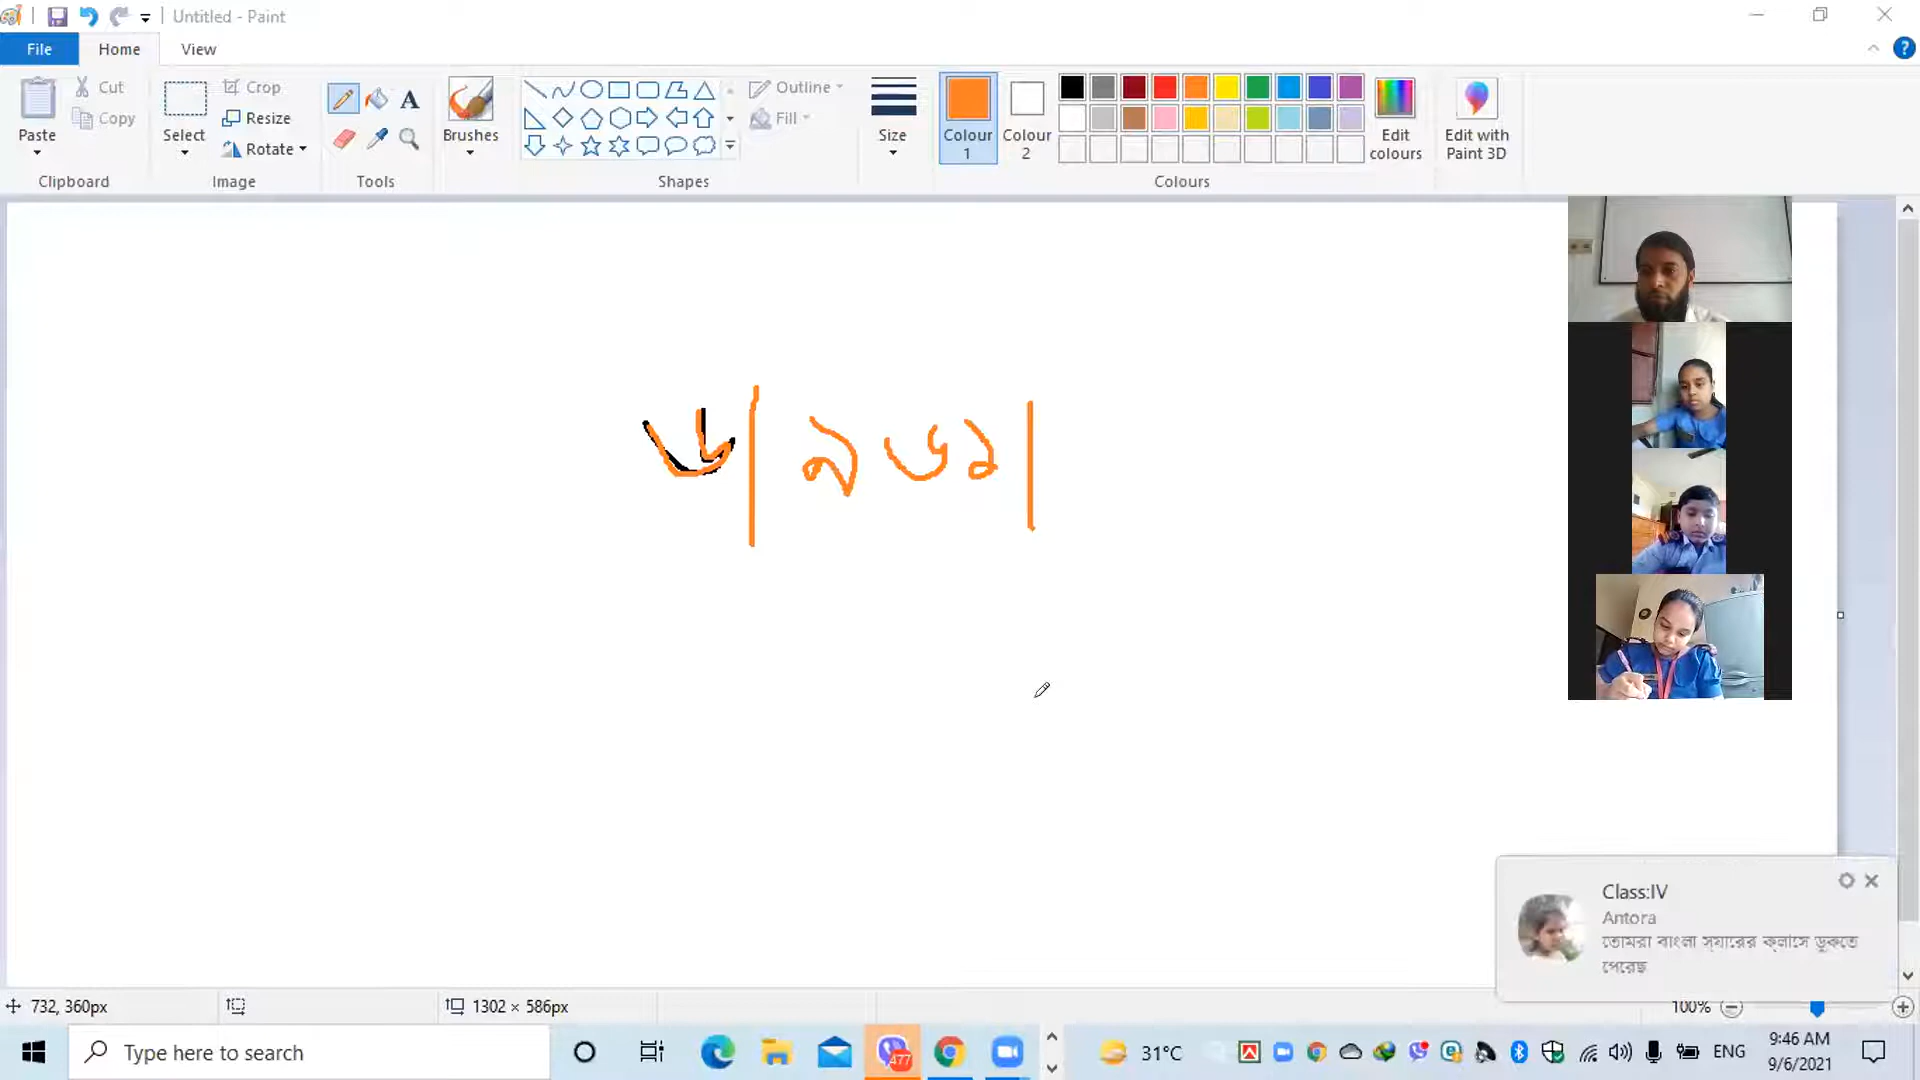 Untitled - Paint
File Home View
Paste Cut Copy Clipboard
Select Crop Resize Rotate Image
Tools
Brushes
Shapes
Outline Fill
Size
Colour 1 Colour 2
Edit colours
Edit with Paint 3D
Colours
Class:IV
Antora
তোমরা বাংলা স্যারের ক্লাসে ডুকতে
পেরেছ
732, 360px 1302 × 586px 100%
Type here to search
477
31°C
ENG
9:46 AM
9/6/2021